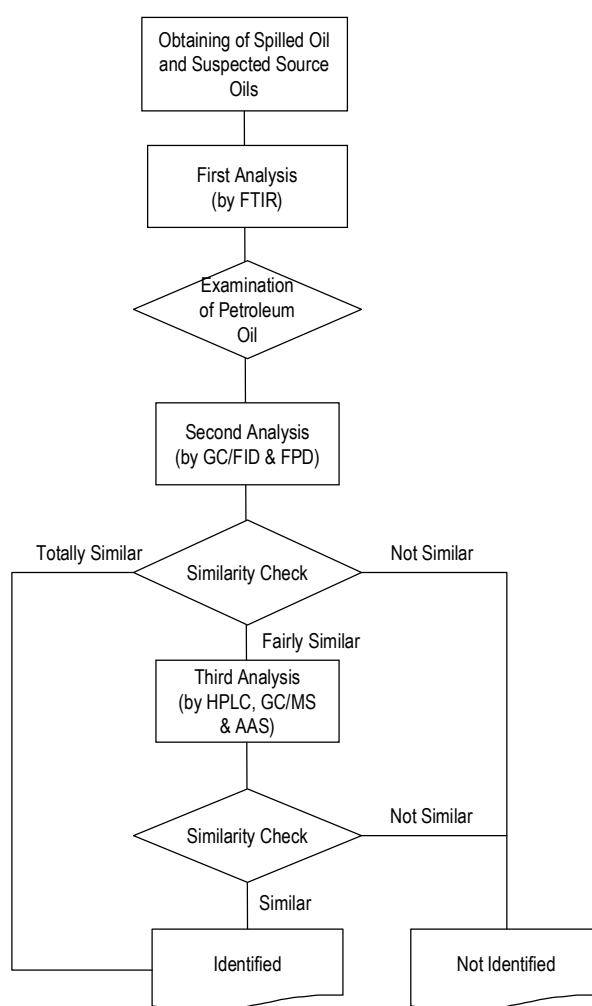 Obtaining of Spilled Oil
and Suspected Source
Oils
First Analysis
(by FTIR)
Examination
of Petroleum
Oil
Second Analysis
(by GC/FID & FPD)
Totally Similar
Not Similar
Similarity Check
Fairly Similar
Third Analysis
(by HPLC, GC/MS
& AAS)
Not Similar
Similarity Check
Similar
Identified
Not Identified